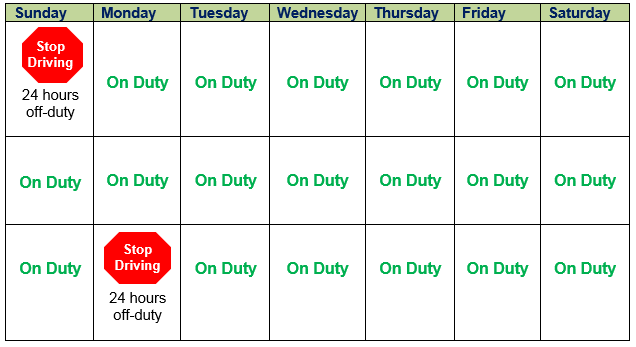 Sunday Monday Tuesday Wednesday Thursday Friday Saturday
Stop
Driving
24 hours
off-duty
On Duty On Duty On Duty On Duty On Duty On Duty
On Duty On Duty On Duty On Duty On Duty On Duty On Duty
On Duty
Stop
Driving
24 hours
off-duty
On Duty On Duty On Duty On Duty On Duty